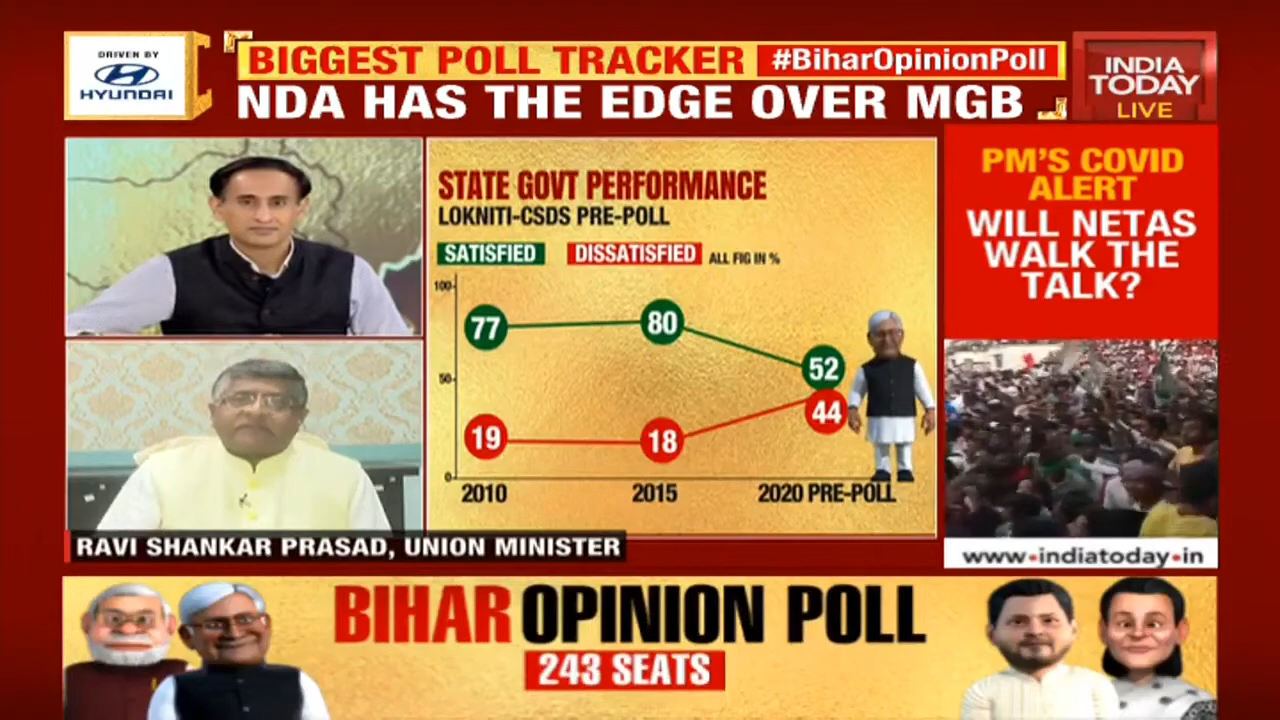 DRIVEN BY
HYUNDAI
BIGGEST POLL TRACKER #BiharOpinionPoll
NDA HAS THE EDGE OVER MGB
INDIA
TODAY
LIVE
STATE GOVT PERFORMANCE
LOKNITI-CSDS PRE-POLL
SATISFIED DISSATISFIED ALL FIG IN %
100
77 80
50
52
44
19 18
0
2010 2015 2020 PRE-POLL
PM'S COVID
ALERT
WILL NETAS
WALK THE
TALK?
RAVI SHANKAR PRASAD, UNION MINISTER
www•indiatoday•in
BIHAR OPINION POLL
243 SEATS